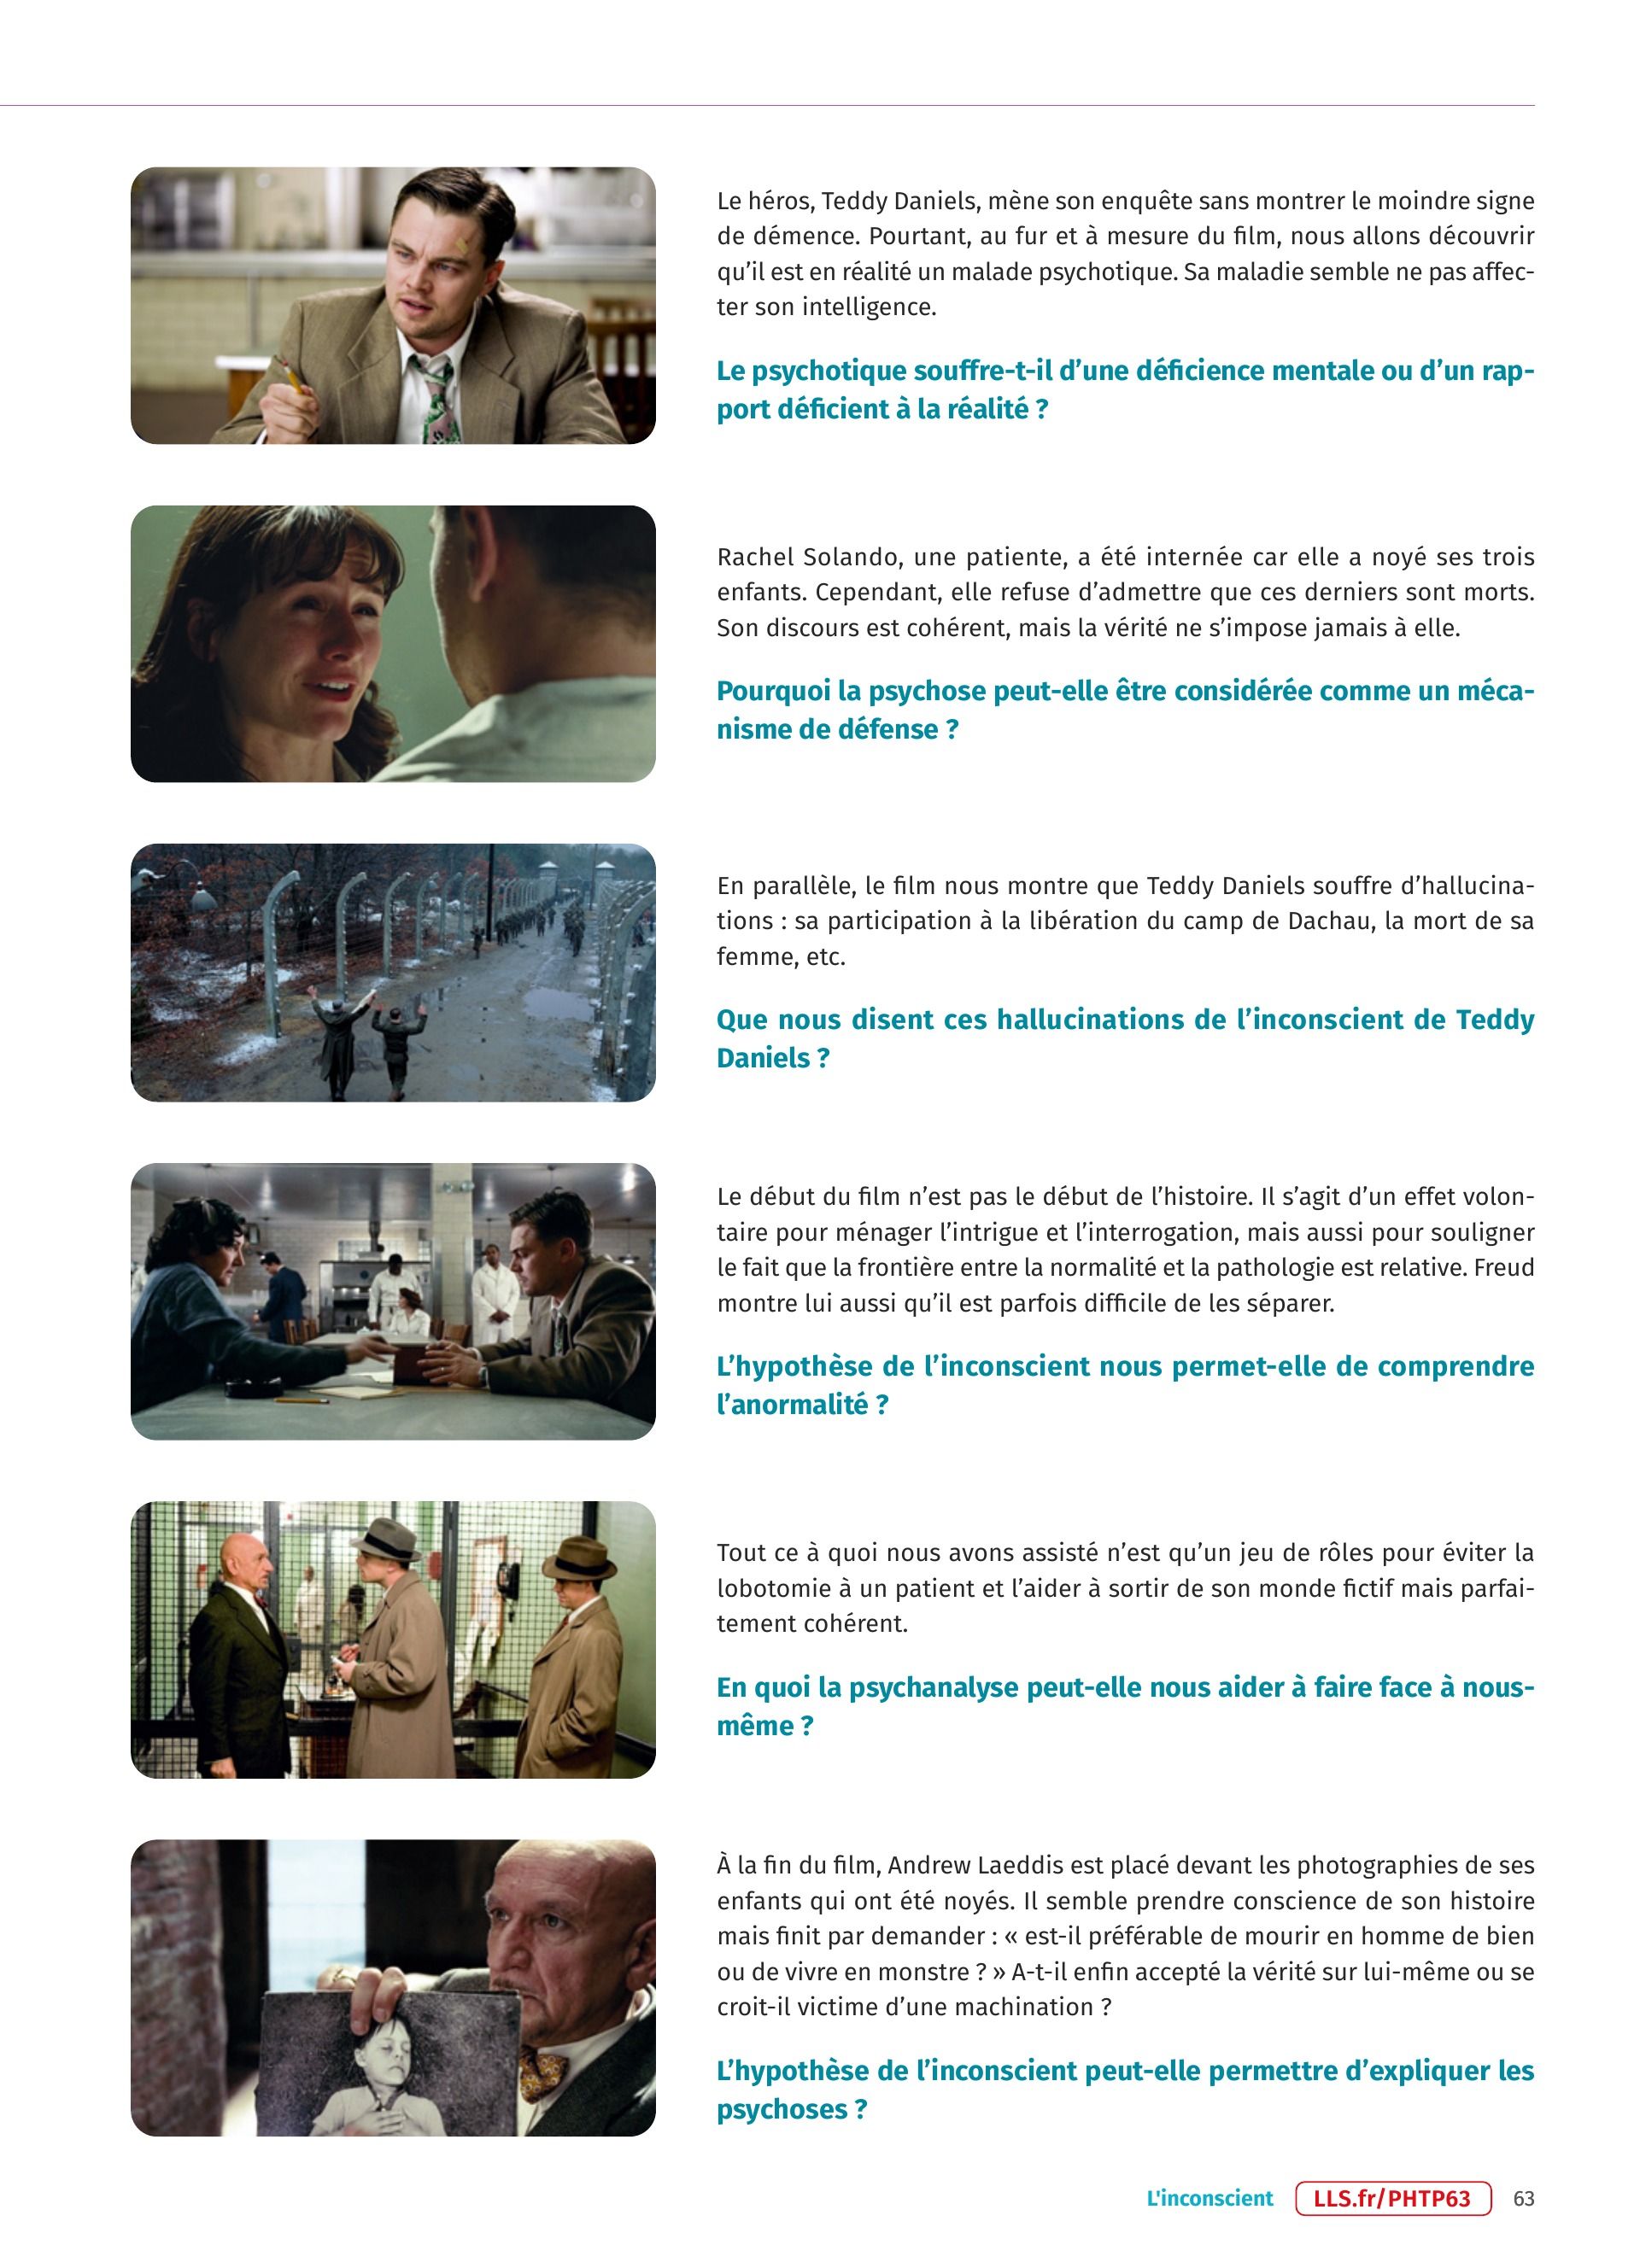 Le héros, Teddy Daniels, mène son enquête sans montrer le moindre signe
de démence. Pourtant, au fur et à mesure du film, nous allons découvrir
qu’il est en réalité un malade psychotique. Sa maladie semble ne pas affec-
ter son intelligence.
Le psychotique souffre-t-il d’une déficience mentale ou d’un rap-
port déficient à la réalité ?
Rachel Solando, une patiente, a été internée car elle a noyé ses trois
enfants. Cependant, elle refuse d’admettre que ces derniers sont morts.
Son discours est cohérent, mais la vérité ne s’impose jamais à elle.
Pourquoi la psychose peut-elle être considérée comme un méca-
nisme de défense ?
En parallèle, le film nous montre que Teddy Daniels souffre d’hallucina-
tions : sa participation à la libération du camp de Dachau, la mort de sa
femme, etc.
Que nous disent ces hallucinations de l’inconscient de Teddy
Daniels ?
Le début du film n’est pas le début de l’histoire. Il s’agit d’un effet volon-
taire pour ménager l’intrigue et l’interrogation, mais aussi pour souligner
le fait que la frontière entre la normalité et la pathologie est relative. Freud
montre lui aussi qu’il est parfois difficile de les séparer.
L’hypothèse de l’inconscient nous permet-elle de comprendre
l’anormalité ?
Tout ce à quoi nous avons assisté n’est qu’un jeu de rôles pour éviter la
lobotomie à un patient et l’aider à sortir de son monde fictif mais parfai-
tement cohérent.
En quoi la psychanalyse peut-elle nous aider à faire face à nous-
même ?
À la fin du film, Andrew Laeddis est placé devant les photographies de ses
enfants qui ont été noyés. Il semble prendre conscience de son histoire
mais finit par demander : « est-il préférable de mourir en homme de bien
ou de vivre en monstre ? » A-t-il enfin accepté la vérité sur lui-même ou se
croit-il victime d’une machination ?
L’hypothèse de l’inconscient peut-elle permettre d’expliquer les
psychoses ?
L'inconscient LLS.fr/PHTP63 63